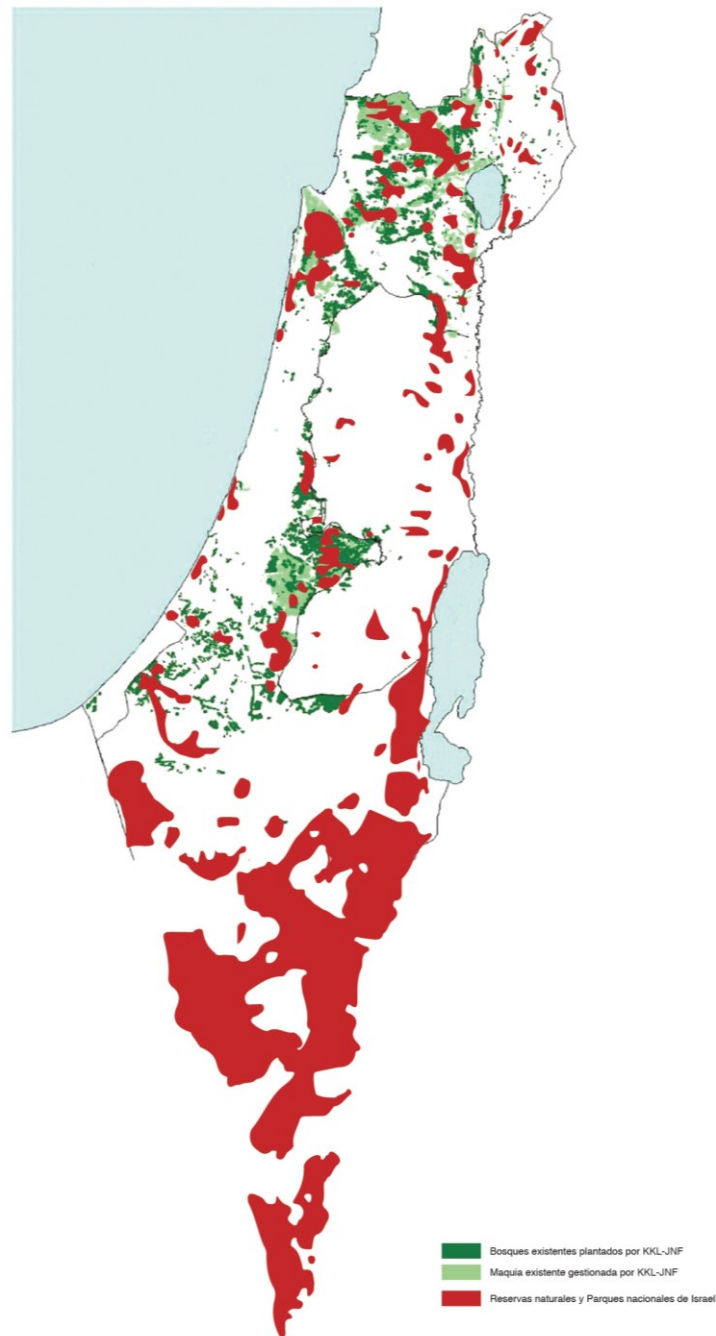 Bosques existentes plantados por KKL-JNF
Maquia existente gestionada por KKL-JNF
Reservas naturales y Parques nacionales de Israel